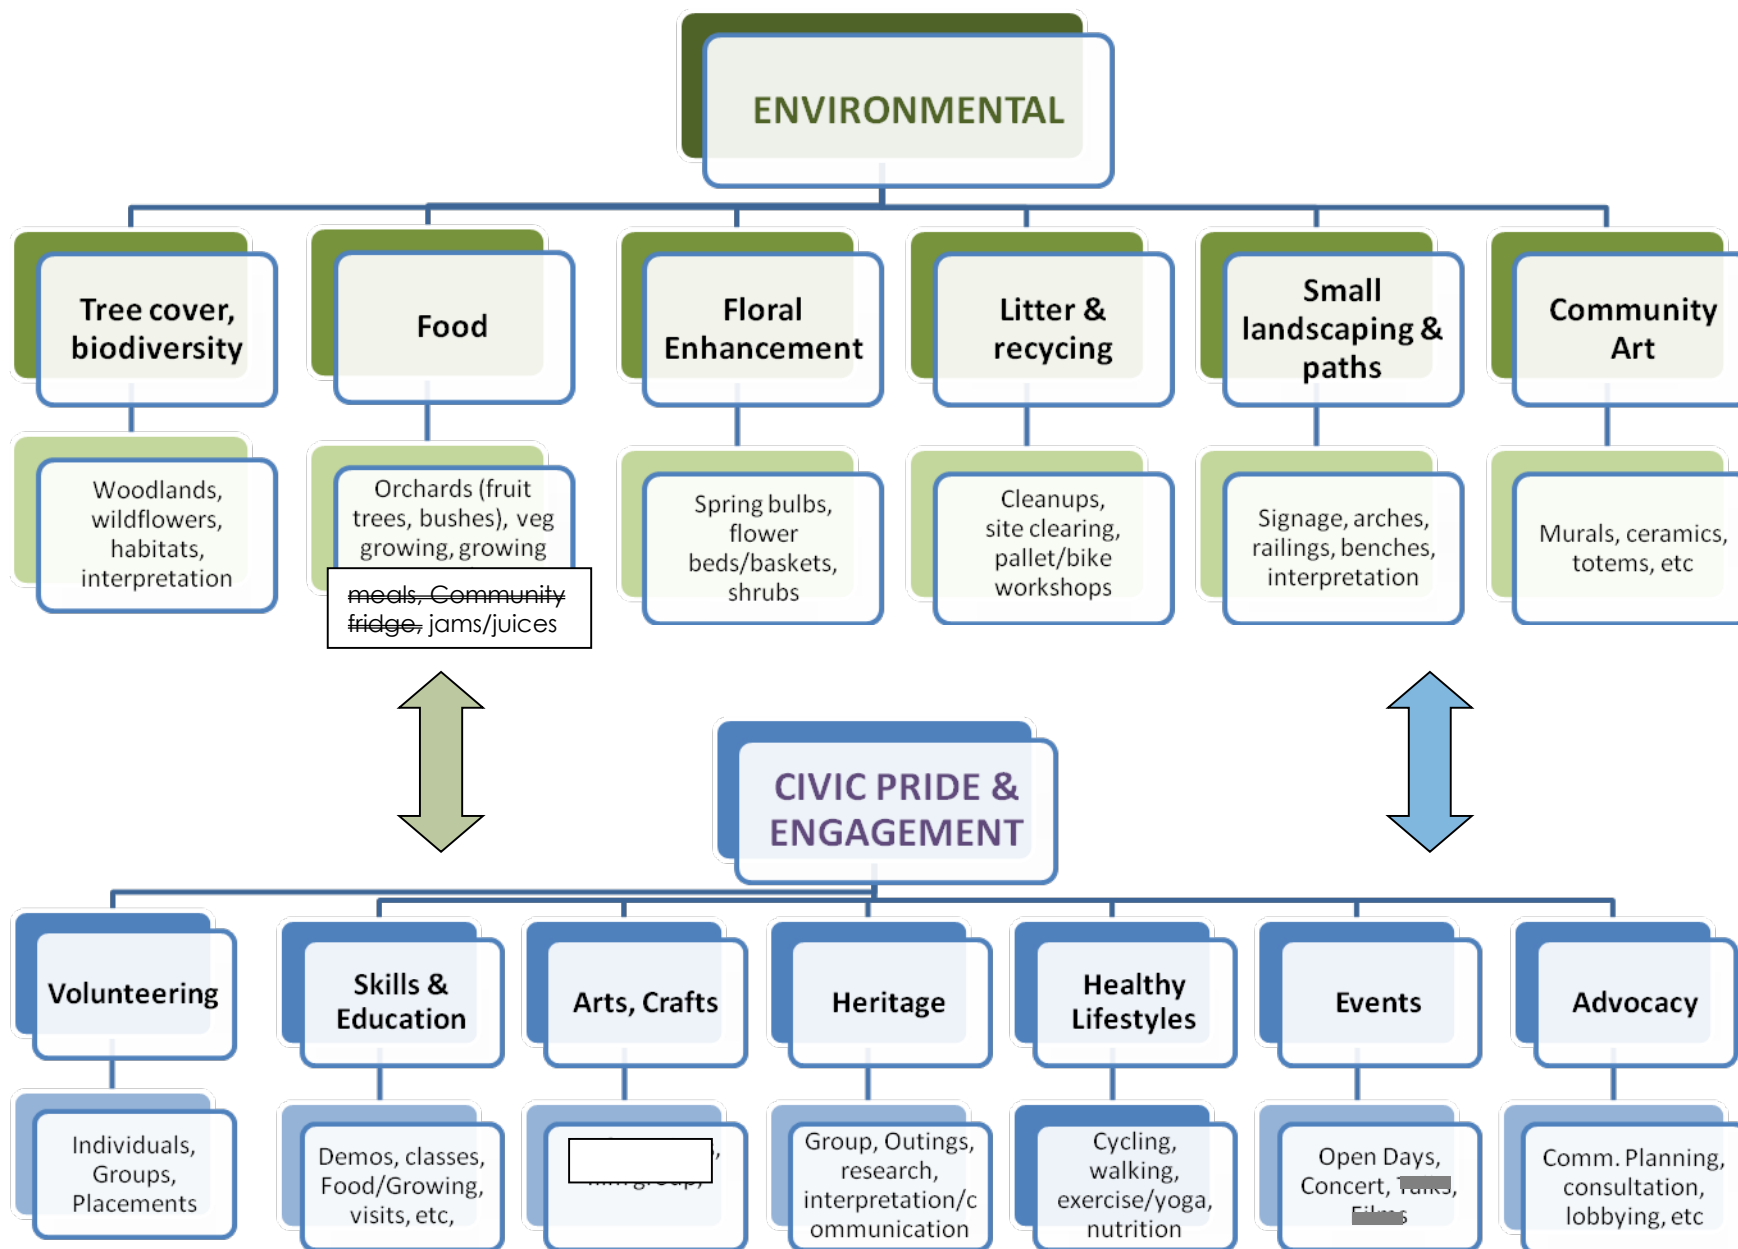 ENVIRONMENTAL
Tree cover,
biodiversity
Food
Floral
Enhancement
Litter &
recycing
Small
landscaping &
paths
Community
Art
Woodlands,
wildflowers,
habitats,
interpretation
Orchards (fruit
trees, bushes), veg
growing, growing
meals, Community
fridge, jams/juices
Spring bulbs,
flower
beds/baskets,
shrubs
Cleanups,
site clearing,
pallet/bike
workshops
Signage, arches,
railings, benches,
interpretation
Murals, ceramics,
totems, etc
CIVIC PRIDE &
ENGAGEMENT
Volunteering
Skills &
Education
Arts, Crafts
Heritage
Healthy
Lifestyles
Events
Advocacy
Individuals,
Groups,
Placements
Demos, classes,
Food/Growing,
visits, etc,
Group, Outings,
research,
interpretation/c
ommunication
Cycling,
walking,
exercise/yoga,
nutrition
Open Days,
Concert, Talks,
Films
Comm. Planning,
consultation,
lobbying, etc